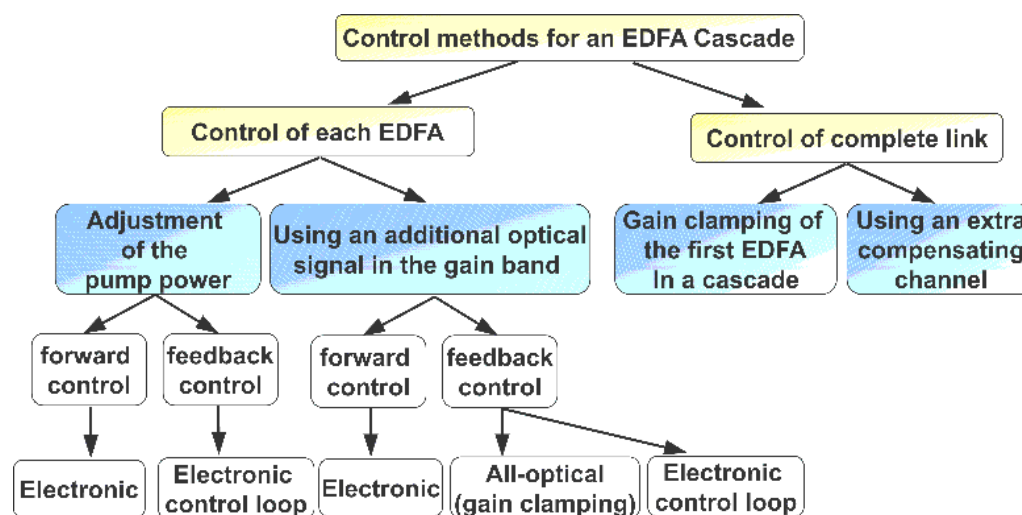 Control methods for an EDFA Cascade
Control of each EDFA
Control of complete link
Adjustment
of the
pump power
Using an additional optical
signal in the gain band
Gain clamping of
the first EDFA
In a cascade
Using an extra
compensating
channel
forward
control
feedback
control
forward
control
feedback
control
Electronic
Electronic
control loop
Electronic
All-optical
(gain clamping)
Electronic
control loop